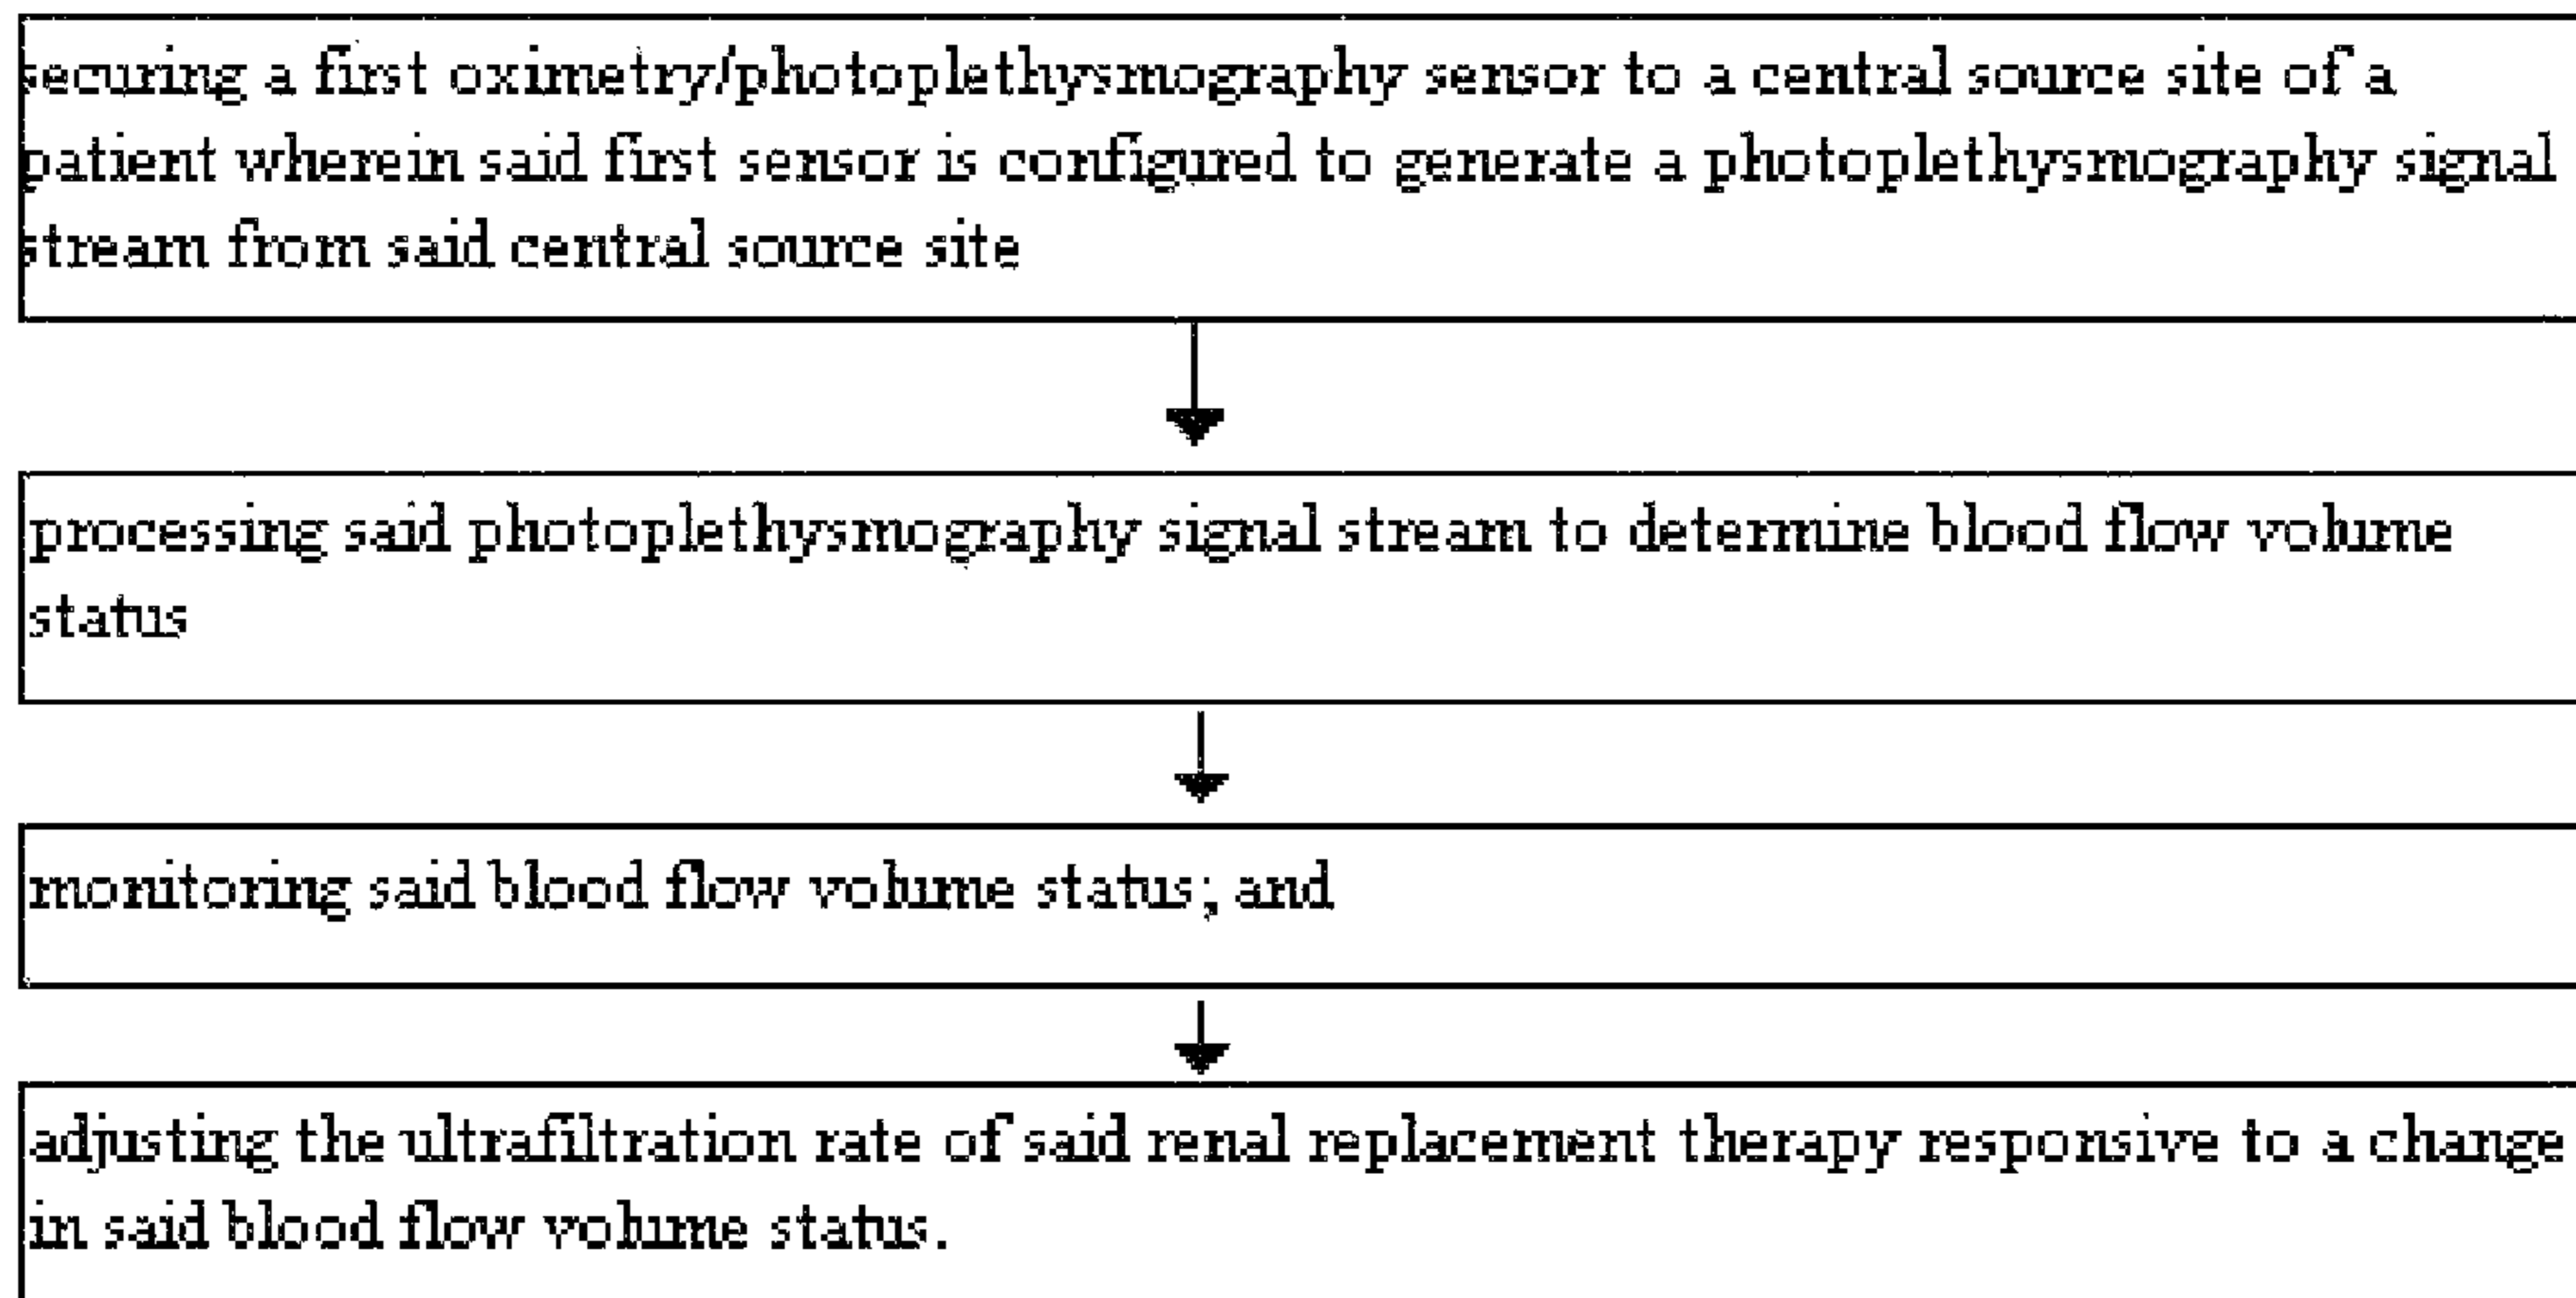 securing a first oximetry/photoplethysmography sensor to a central source site of a
patient wherein said first sensor is configured to generate a photoplethysmography signal
stream from said central source site
processing said photoplethysmography signal stream to determine blood flow volume
status
monitoring said blood flow volume status; and
adjusting the ultrafiltration rate of said renal replacement therapy responsive to a change
in said blood flow volume status.